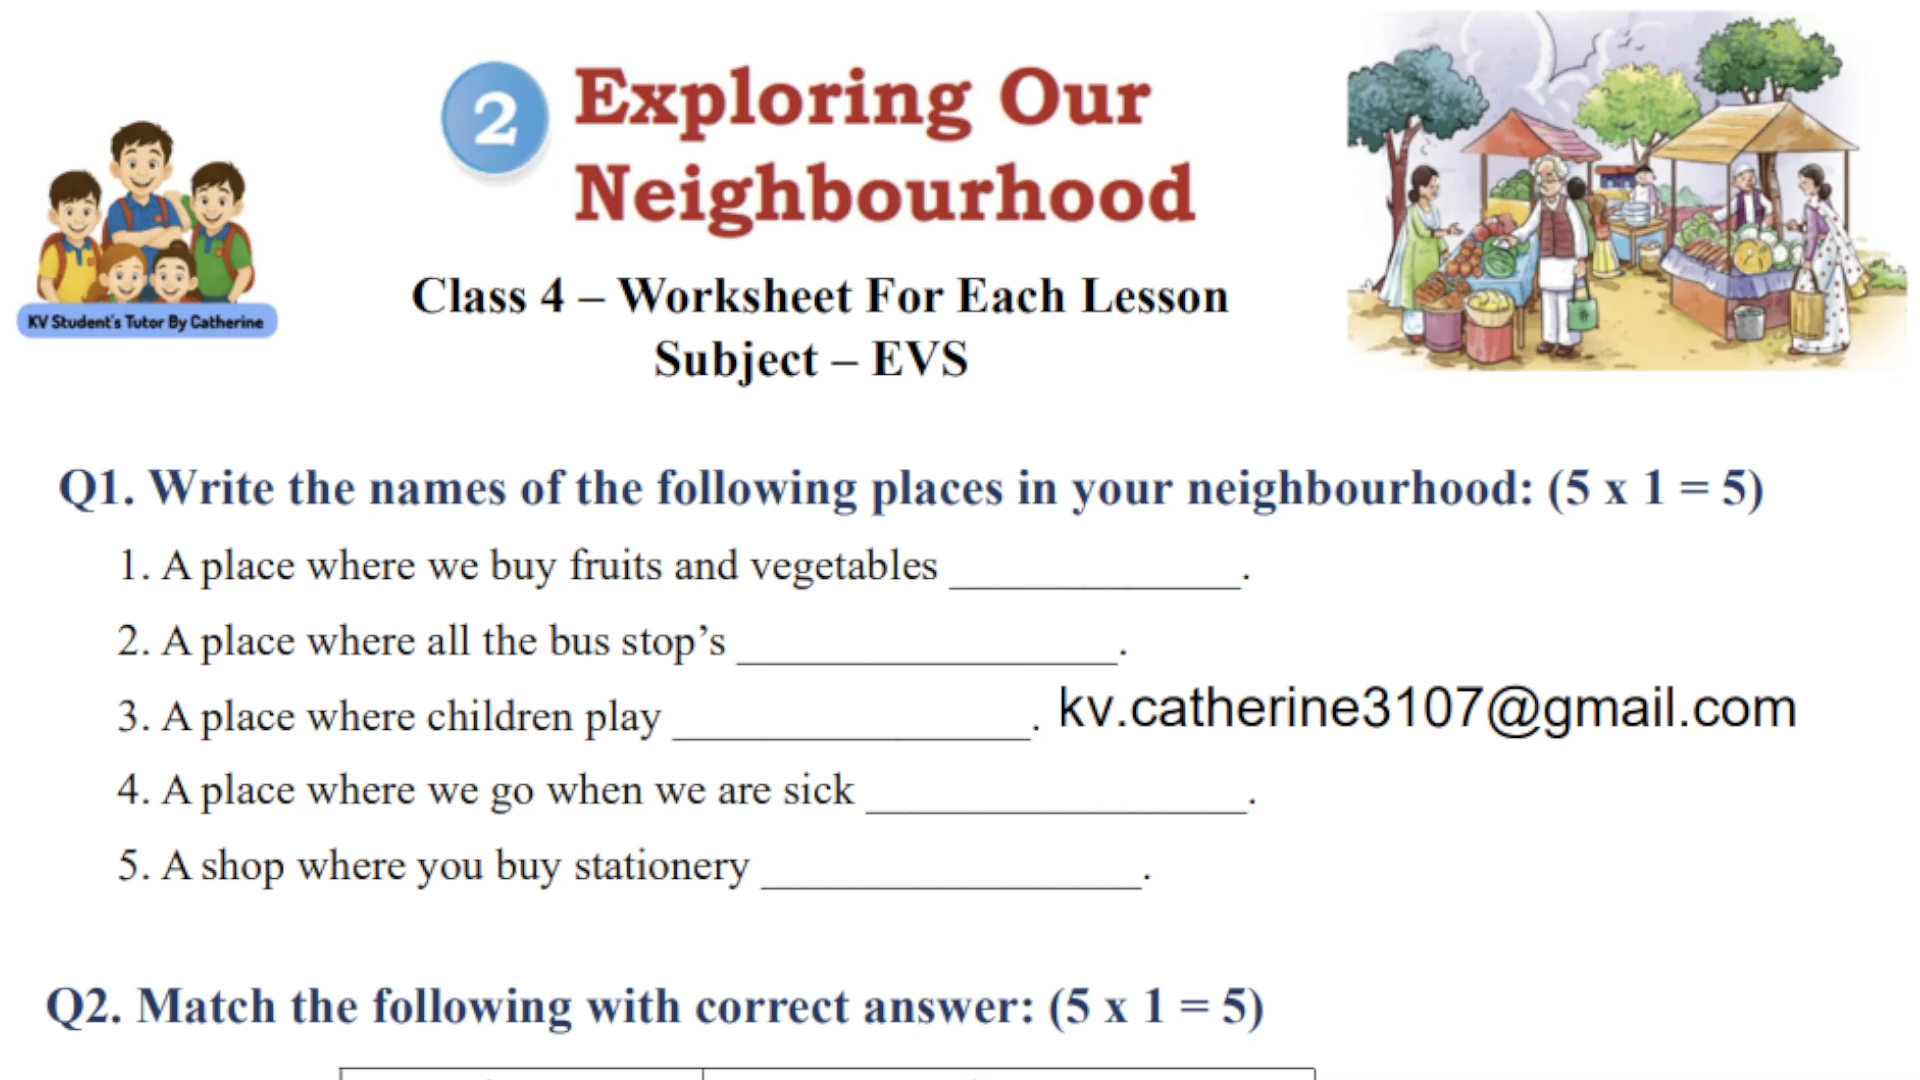 2 Exploring Our
Neighbourhood
KV Student's Tutor By Catherine
Class 4 – Worksheet For Each Lesson
Subject – EVS
Q1. Write the names of the following places in your neighbourhood: (5 x 1 = 5)
1. A place where we buy fruits and vegetables ____________.
2. A place where all the bus stop’s ________________.
3. A place where children play _______________. kv.catherine3107@gmail.com
4. A place where we go when we are sick ________________.
5. A shop where you buy stationery ________________.
Q2. Match the following with correct answer: (5 x 1 = 5)